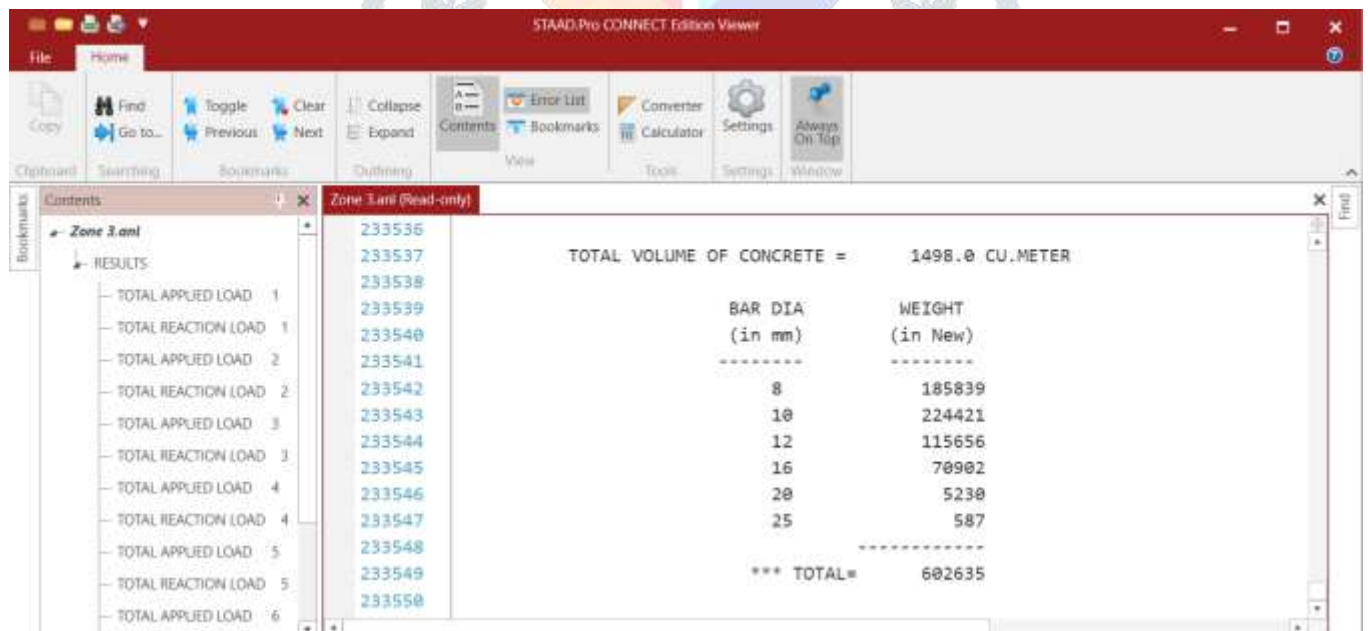 STAAD.Pro CONNECT Edition Viewer
File Home
Copy Find Toggle Clear Collapse Contents Error List Converter Settings Always On Top
Go to... Previous Next Expand Bookmarks Calculator
Clipboard Searching Bookmarks Outlining View Tools Settings Window
Bookmarks
Contents
Zone 3.anl (Read-only)
Find
Zone 3.anl
RESULTS
TOTAL APPLIED LOAD 1
TOTAL REACTION LOAD 1
TOTAL APPLIED LOAD 2
TOTAL REACTION LOAD 2
TOTAL APPLIED LOAD 3
TOTAL REACTION LOAD 3
TOTAL APPLIED LOAD 4
TOTAL REACTION LOAD 4
TOTAL APPLIED LOAD 5
TOTAL REACTION LOAD 5
TOTAL APPLIED LOAD 6
233536
233537 TOTAL VOLUME OF CONCRETE = 1498.0 CU.METER
233538
233539 BAR DIA WEIGHT
233540 (in mm) (in New)
233541 -------- --------
233542 8 185839
233543 10 224421
233544 12 115656
233545 16 70902
233546 20 5230
233547 25 587
233548 ------------
233549 *** TOTAL= 602635
233550